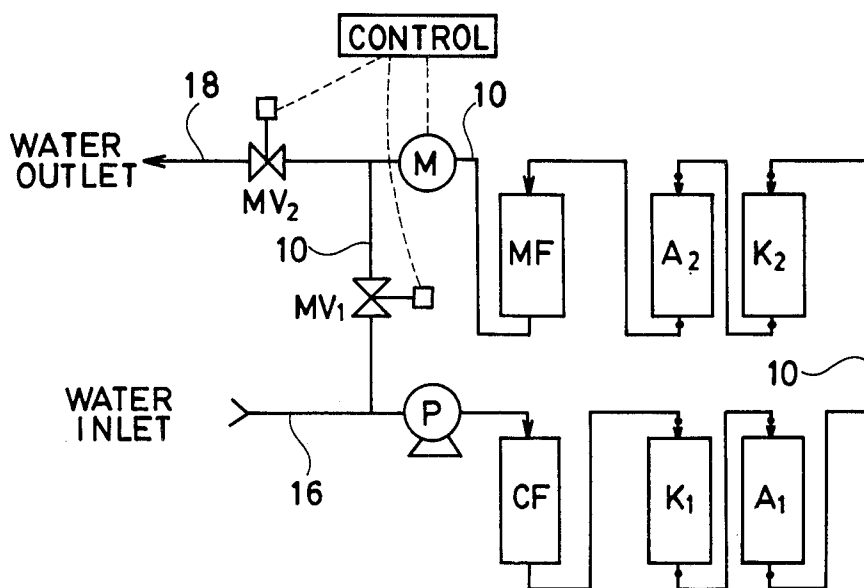 CONTROL
18
10
WATER
OUTLET
M
MV₂
10
MF
A₂
K₂
MV₁
10
WATER
INLET
P
16
CF
K₁
A₁